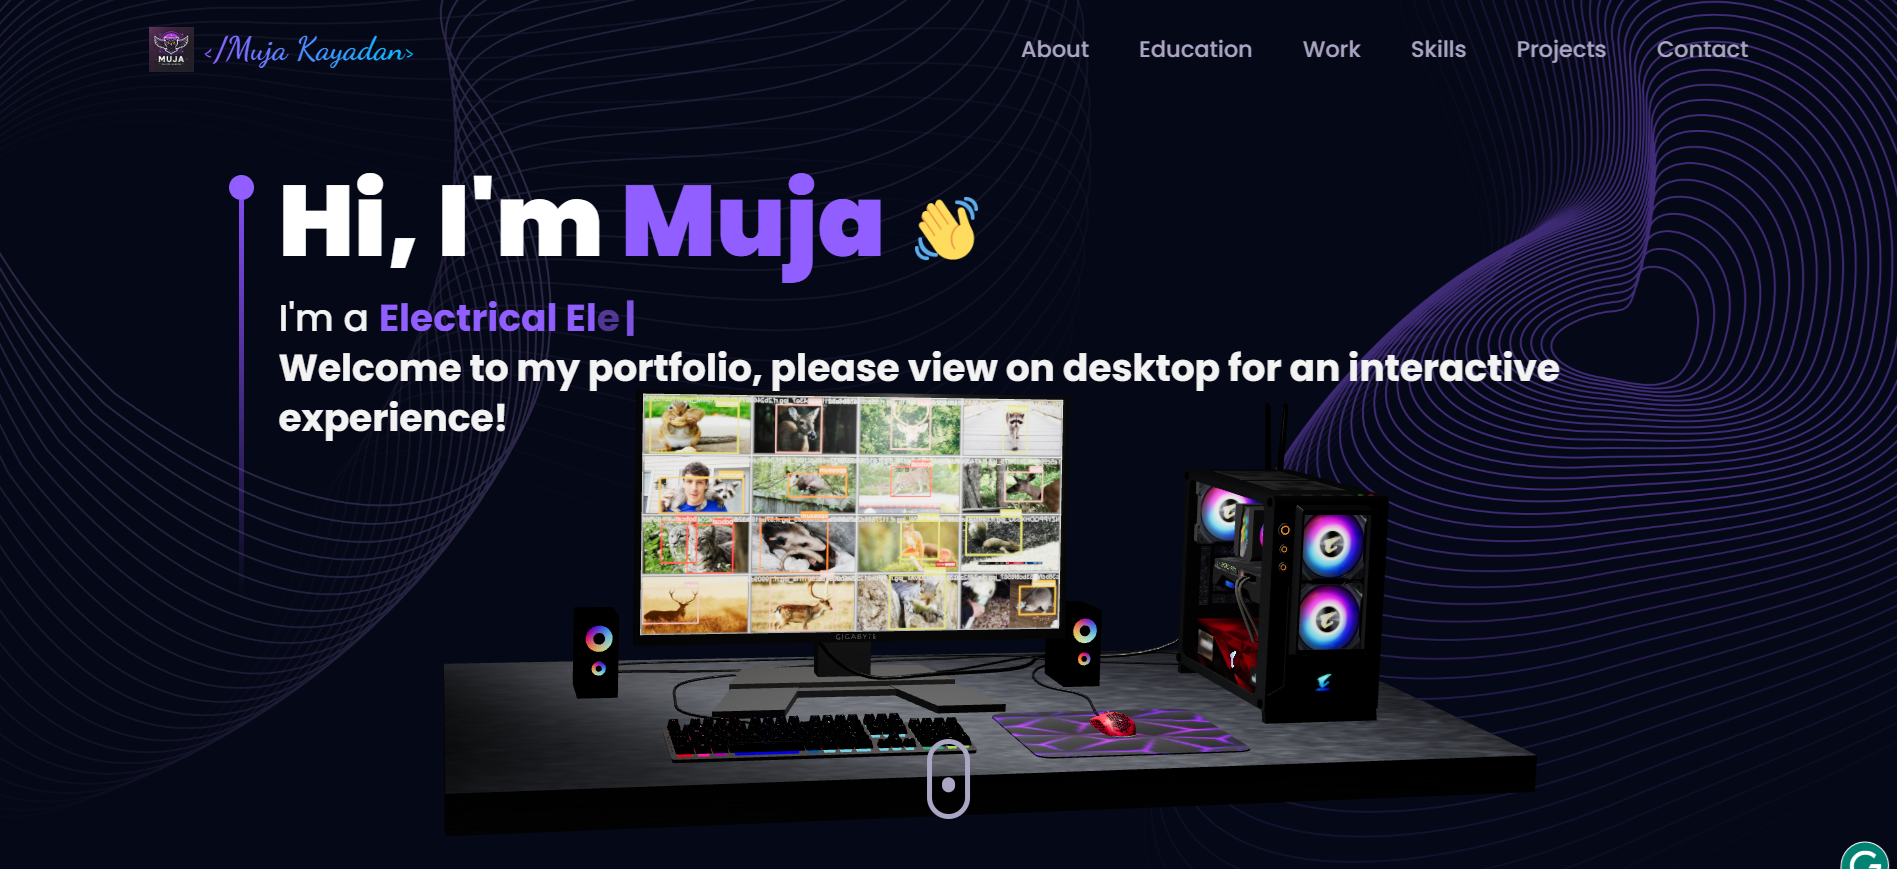 MUJA
</Muja Kayadan>
About Education Work Skills Projects Contact
Hi, I'm Muja 👋
I'm a Electrical Ele|
Welcome to my portfolio, please view on desktop for an interactive
experience!
GIGABYTE